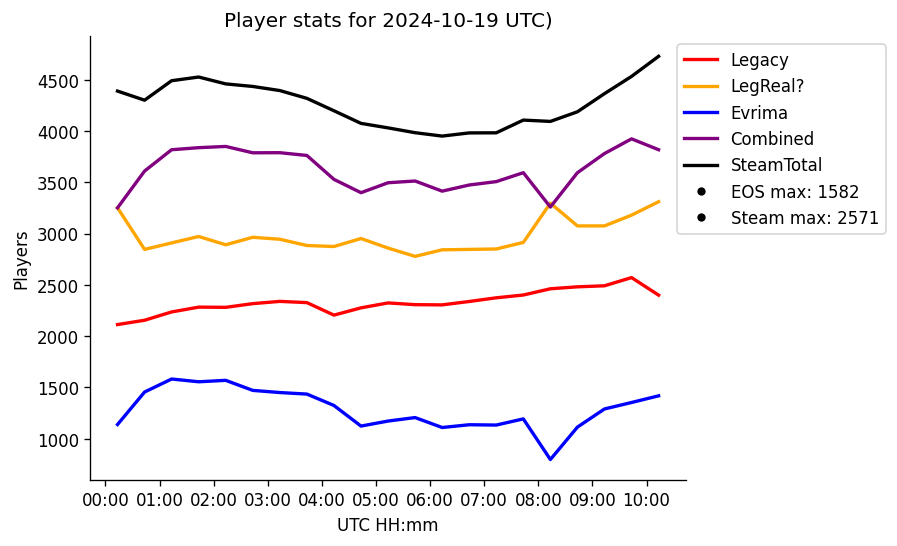 Player stats for 2024-10-19 UTC)
Legacy
LegReal?
Evrima
Combined
SteamTotal
EOS max: 1582
Steam max: 2571
Players
4500
4000
3500
3000
2500
2000
1500
1000
00:00 01:00 02:00 03:00 04:00 05:00 06:00 07:00 08:00 09:00 10:00
UTC HH:mm